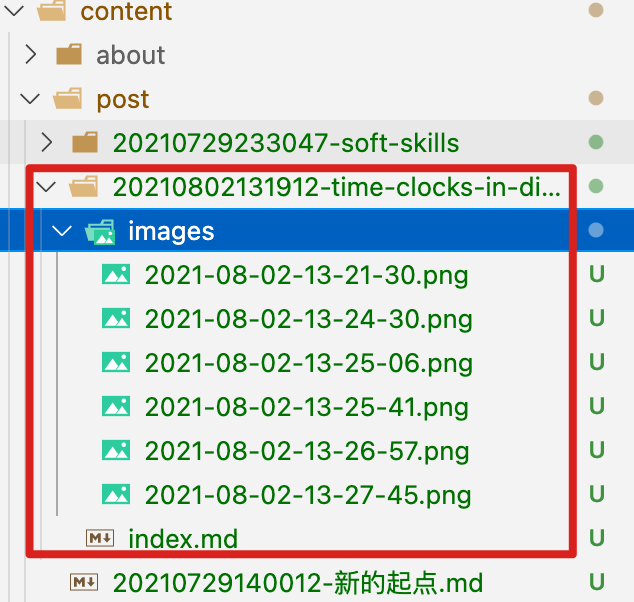 content
about
post
20210729233047-soft-skills
20210802131912-time-clocks-in-di...
images
2021-08-02-13-21-30.png U
2021-08-02-13-24-30.png U
2021-08-02-13-25-06.png U
2021-08-02-13-25-41.png U
2021-08-02-13-26-57.png U
2021-08-02-13-27-45.png U
M↓ index.md U
M↓ 20210729140012-新的起点.md U